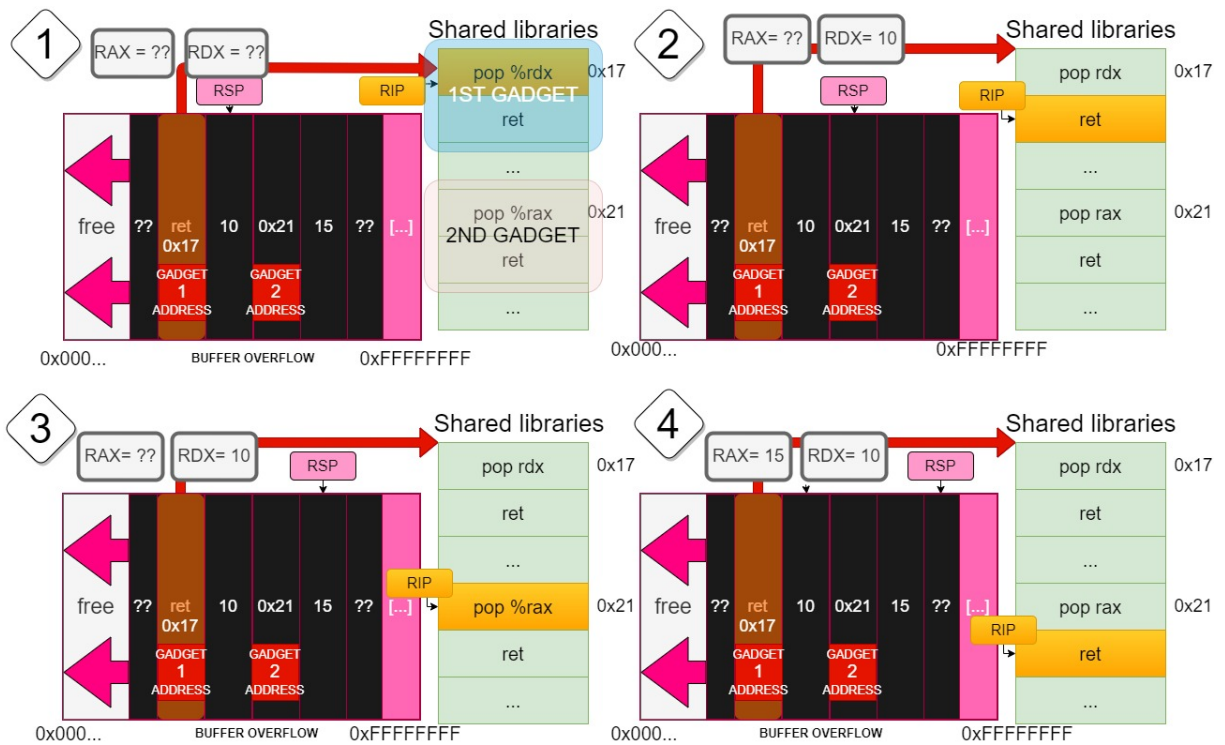 1
RAX = ??
RDX = ??
Shared libraries
RSP
RIP
pop %rdx
0x17
1ST GADGET
ret
...
pop %rax
0x21
2ND GADGET
ret
...
free
??
ret
0x17
10
0x21
15
??
[...]
GADGET
1
ADDRESS
GADGET
2
ADDRESS
0x000...
BUFFER OVERFLOW
0xFFFFFFFF
2
RAX= ??
RDX= 10
Shared libraries
RSP
RIP
pop rdx
0x17
ret
...
pop rax
0x21
ret
...
free
??
ret
0x17
10
0x21
15
??
[...]
GADGET
1
ADDRESS
GADGET
2
ADDRESS
0x000...
0xFFFFFFFF
3
RAX= ??
RDX= 10
Shared libraries
RSP
pop rdx
0x17
ret
...
RIP
pop %rax
0x21
ret
...
free
??
ret
0x17
10
0x21
15
??
[...]
GADGET
1
ADDRESS
GADGET
2
ADDRESS
0x000...
BUFFER OVERFLOW
0xFFFFFFFF
4
RAX= 15
RDX= 10
Shared libraries
RSP
pop rdx
0x17
ret
...
pop rax
0x21
RIP
ret
...
free
??
ret
0x17
10
0x21
15
??
[...]
GADGET
1
ADDRESS
GADGET
2
ADDRESS
0x000...
BUFFER OVERFLOW
0xFFFFFFFF